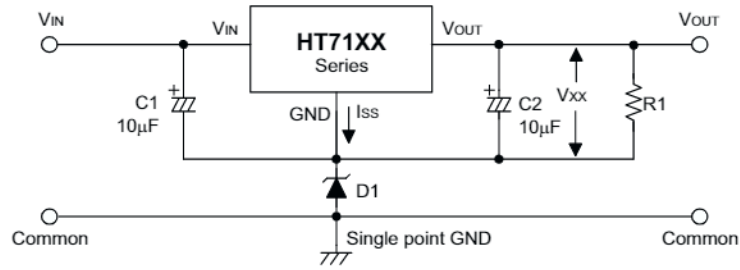 VIN
VIN
HT71XX
Series
VOUT
VOUT
GND
ISS
C1
10μF
C2
10μF
VXX
R1
D1
Common
Single point GND
Common